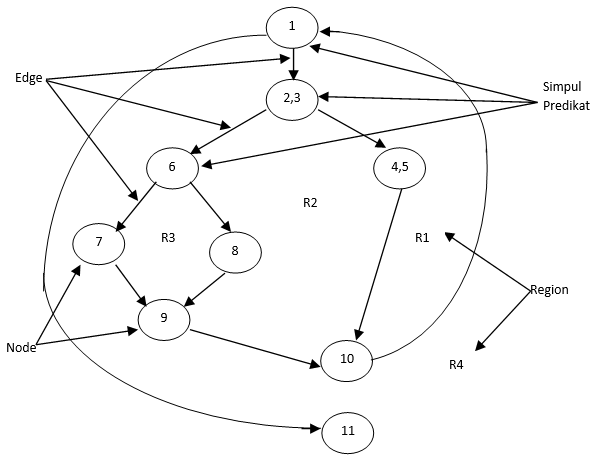 1
Edge
2,3
Simpul
Predikat
6
4,5
R2
7
R3
8
R1
Region
9
Node
10
R4
11